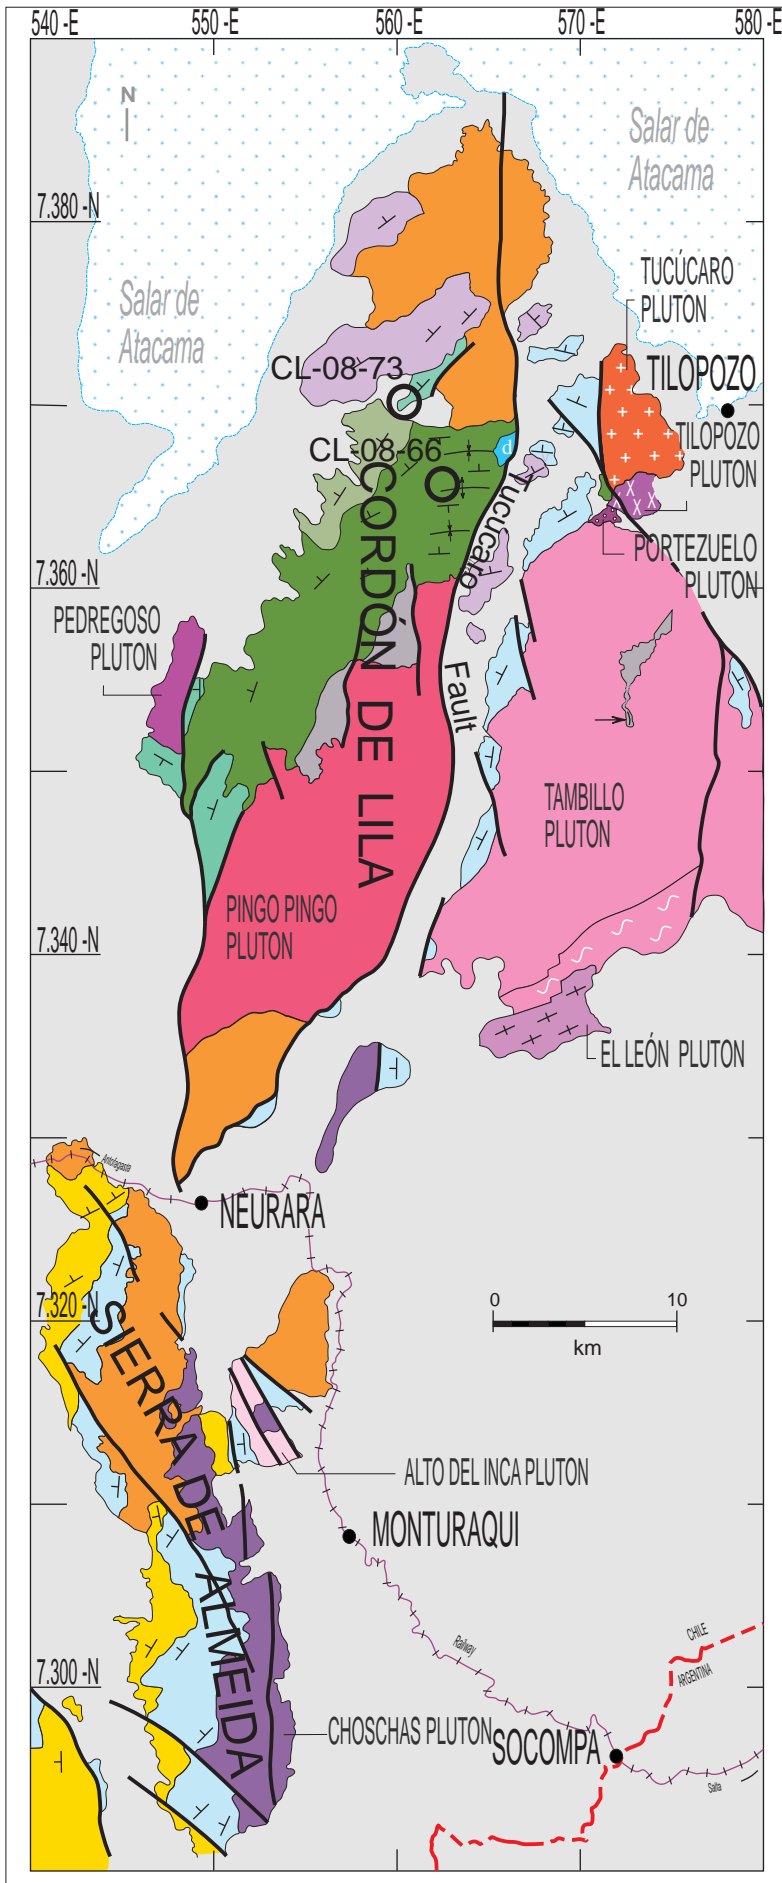 540 -E
550 -E
560 -E
570 -E
580 -E
N
Salar de
Atacama
7.380 -N
TUCÚCARO
PLUTON
Salar de
Atacama
CL-08-73
TILOPOZO
TILOPOZO
PLUTON
CL-08-66
d
CORDÓN DE LILA
Tucucaro
Fault
PORTEZUELO
PLUTON
7.360 -N
PEDREGOSO
PLUTON
TAMBILLO
PLUTON
PINGO PINGO
PLUTON
7.340 -N
EL LEÓN PLUTON
Antofagasta
NEURARA
7.320 -N
0
10
km
SIERRA DE ALMEIDA
ALTO DEL INCA PLUTON
MONTURAQUI
Railway
CHILE
ARGENTINA
7.300 -N
CHOSCHAS PLUTON
SOCOMPA
Salta